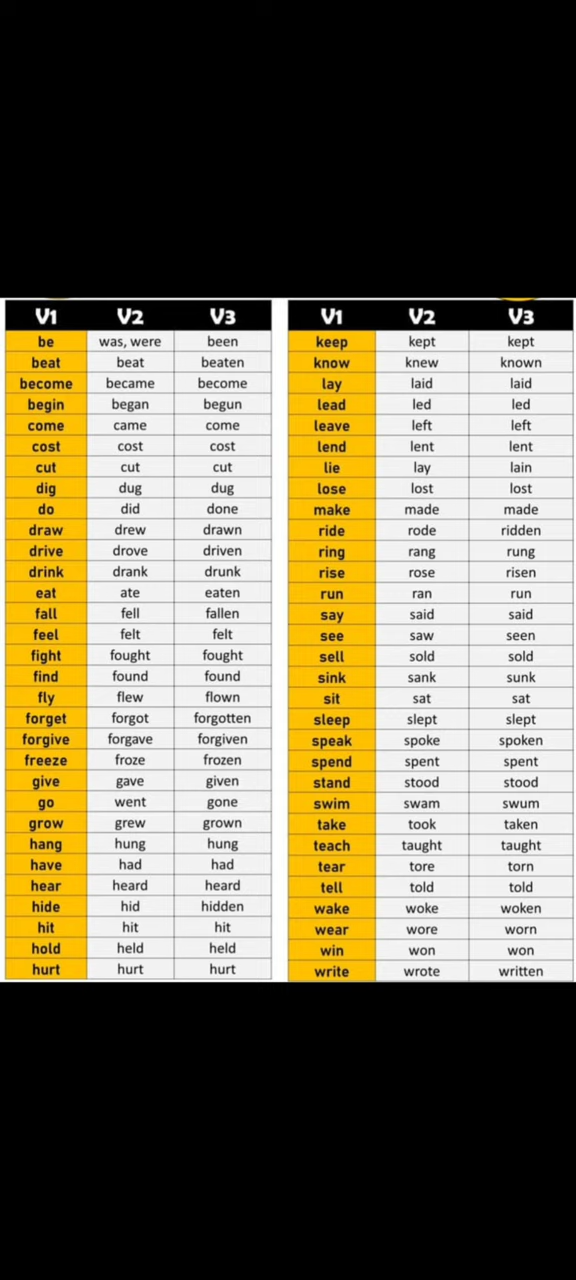 V1 V2 V3
be was, were been
beat beat beaten
become became become
begin began begun
come came come
cost cost cost
cut cut cut
dig dug dug
do did done
draw drew drawn
drive drove driven
drink drank drunk
eat ate eaten
fall fell fallen
feel felt felt
fight fought fought
find found found
fly flew flown
forget forgot forgotten
forgive forgave forgiven
freeze froze frozen
give gave given
go went gone
grow grew grown
hang hung hung
have had had
hear heard heard
hide hid hidden
hit hit hit
hold held held
hurt hurt hurt
V1 V2 V3
keep kept kept
know knew known
lay laid laid
lead led led
leave left left
lend lent lent
lie lay lain
lose lost lost
make made made
ride rode ridden
ring rang rung
rise rose risen
run ran run
say said said
see saw seen
sell sold sold
sink sank sunk
sit sat sat
sleep slept slept
speak spoke spoken
spend spent spent
stand stood stood
swim swam swum
take took taken
teach taught taught
tear tore torn
tell told told
wake woke woken
wear wore worn
win won won
write wrote written